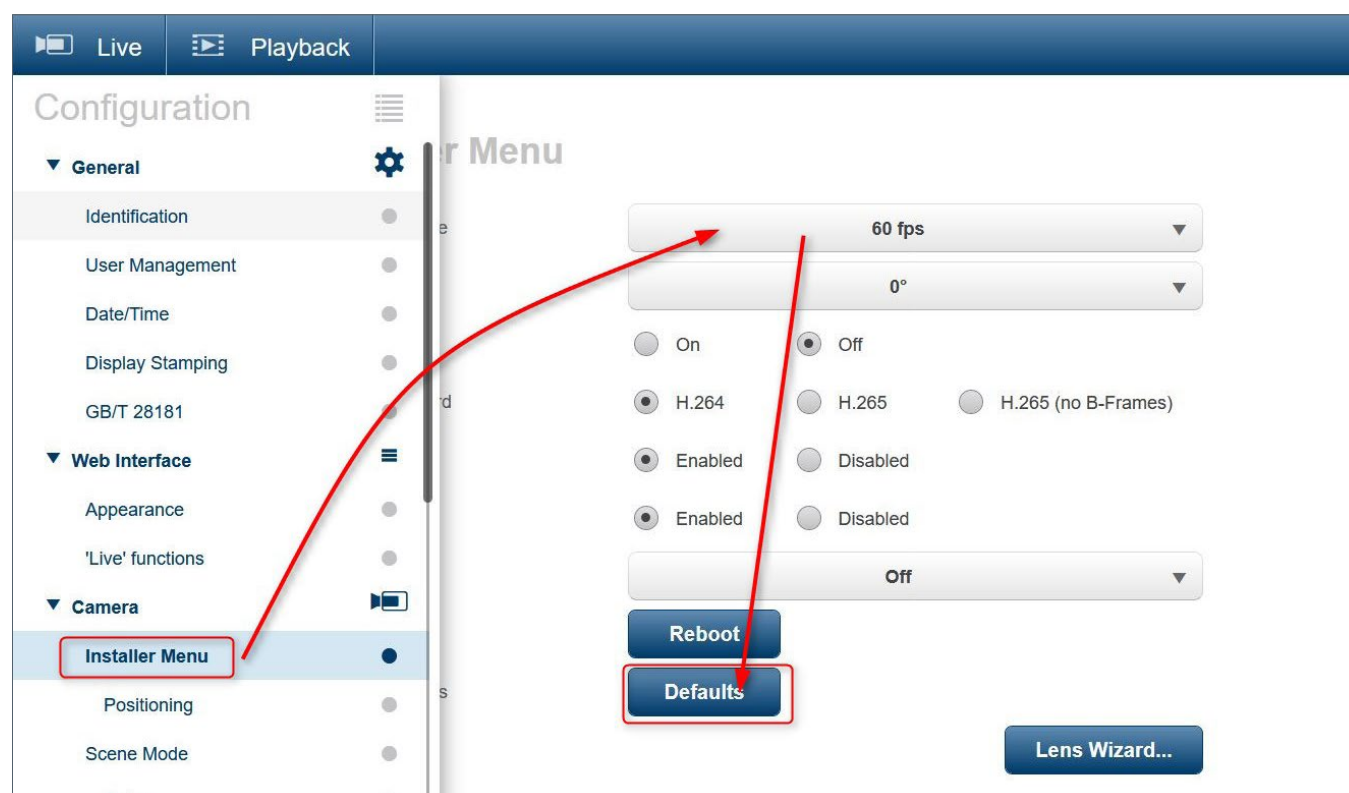 Live Playback
Configuration
General
Identification
User Management
Date/Time
Display Stamping
GB/T 28181
Web Interface
Appearance
'Live' functions
Camera
Installer Menu
Positioning
Scene Mode
r Menu
e
60 fps
0°
On Off
rd
H.264 H.265 H.265 (no B-Frames)
Enabled Disabled
Enabled Disabled
Off
Reboot
s
Defaults
Lens Wizard...